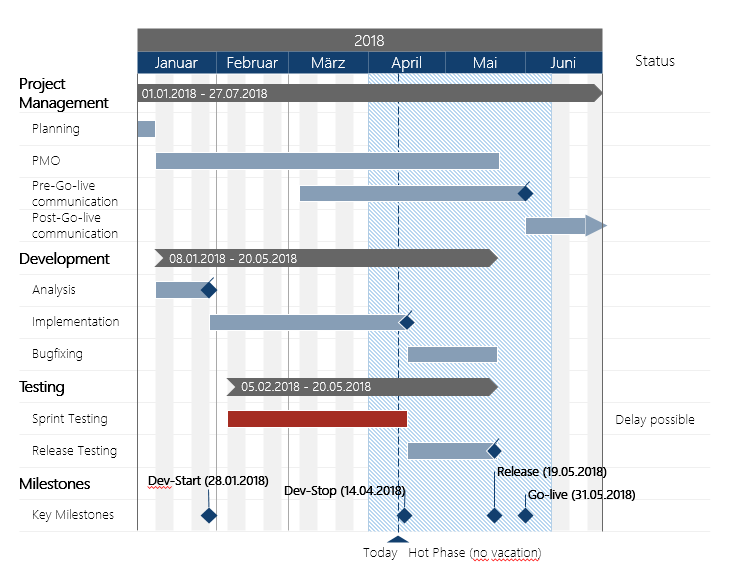 2018
Januar Februar März April Mai Juni Status
Project
Management
01.01.2018 - 27.07.2018
Planning
PMO
Pre-Go-live
communication
Post-Go-live
communication
Development
08.01.2018 - 20.05.2018
Analysis
Implementation
Bugfixing
Testing
05.02.2018 - 20.05.2018
Sprint Testing
Delay possible
Release Testing
Milestones
Release (19.05.2018)
Dev-Start (28.01.2018)
Dev-Stop (14.04.2018)
Go-live (31.05.2018)
Key Milestones
Today Hot Phase (no vacation)